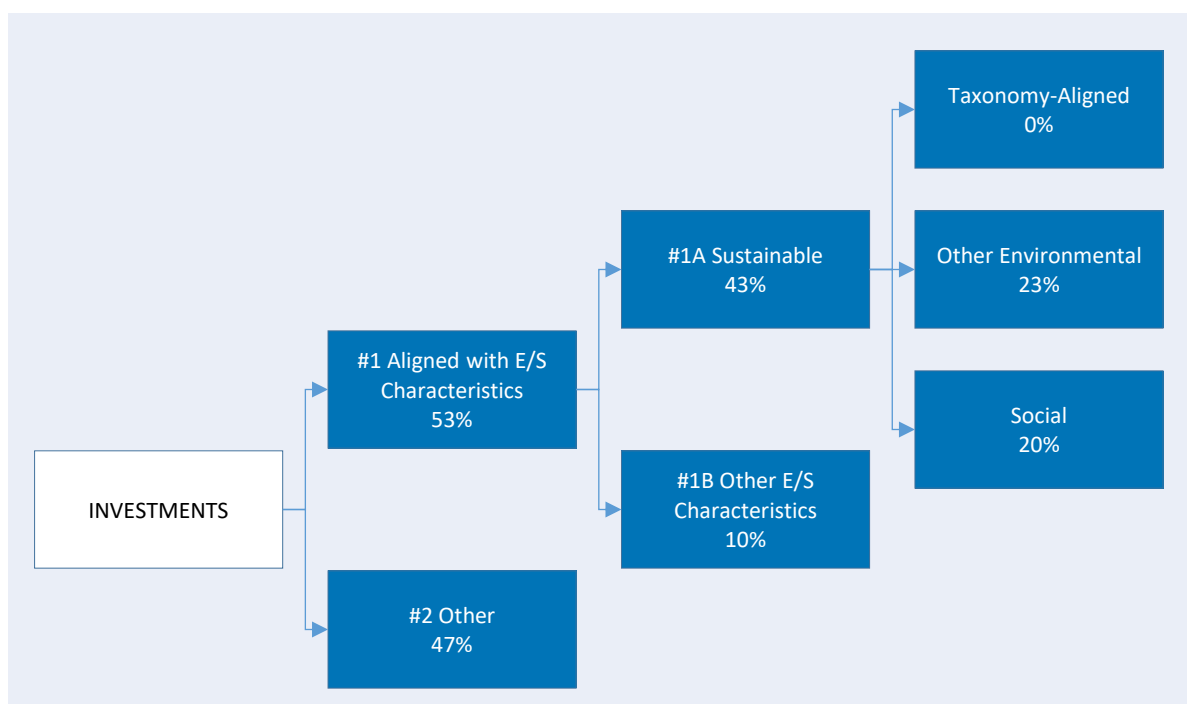 INVESTMENTS
#1 Aligned with E/S
Characteristics
53%
#2 Other
47%
#1A Sustainable
43%
#1B Other E/S
Characteristics
10%
Taxonomy-Aligned
0%
Other Environmental
23%
Social
20%